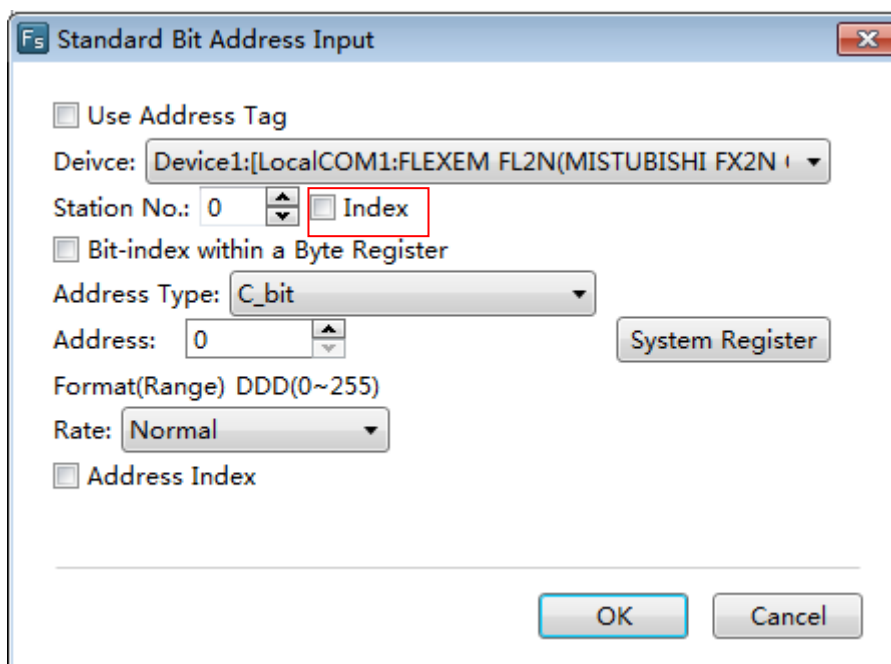 Fs Standard Bit Address Input
Use Address Tag
Deivce: Device1:[LocalCOM1:FLEXEM FL2N(MISTUBISHI FX2N
Station No.: 0 Index
Bit-index within a Byte Register
Address Type: C_bit
Address: 0 System Register
Format(Range) DDD(0~255)
Rate: Normal
Address Index
OK Cancel